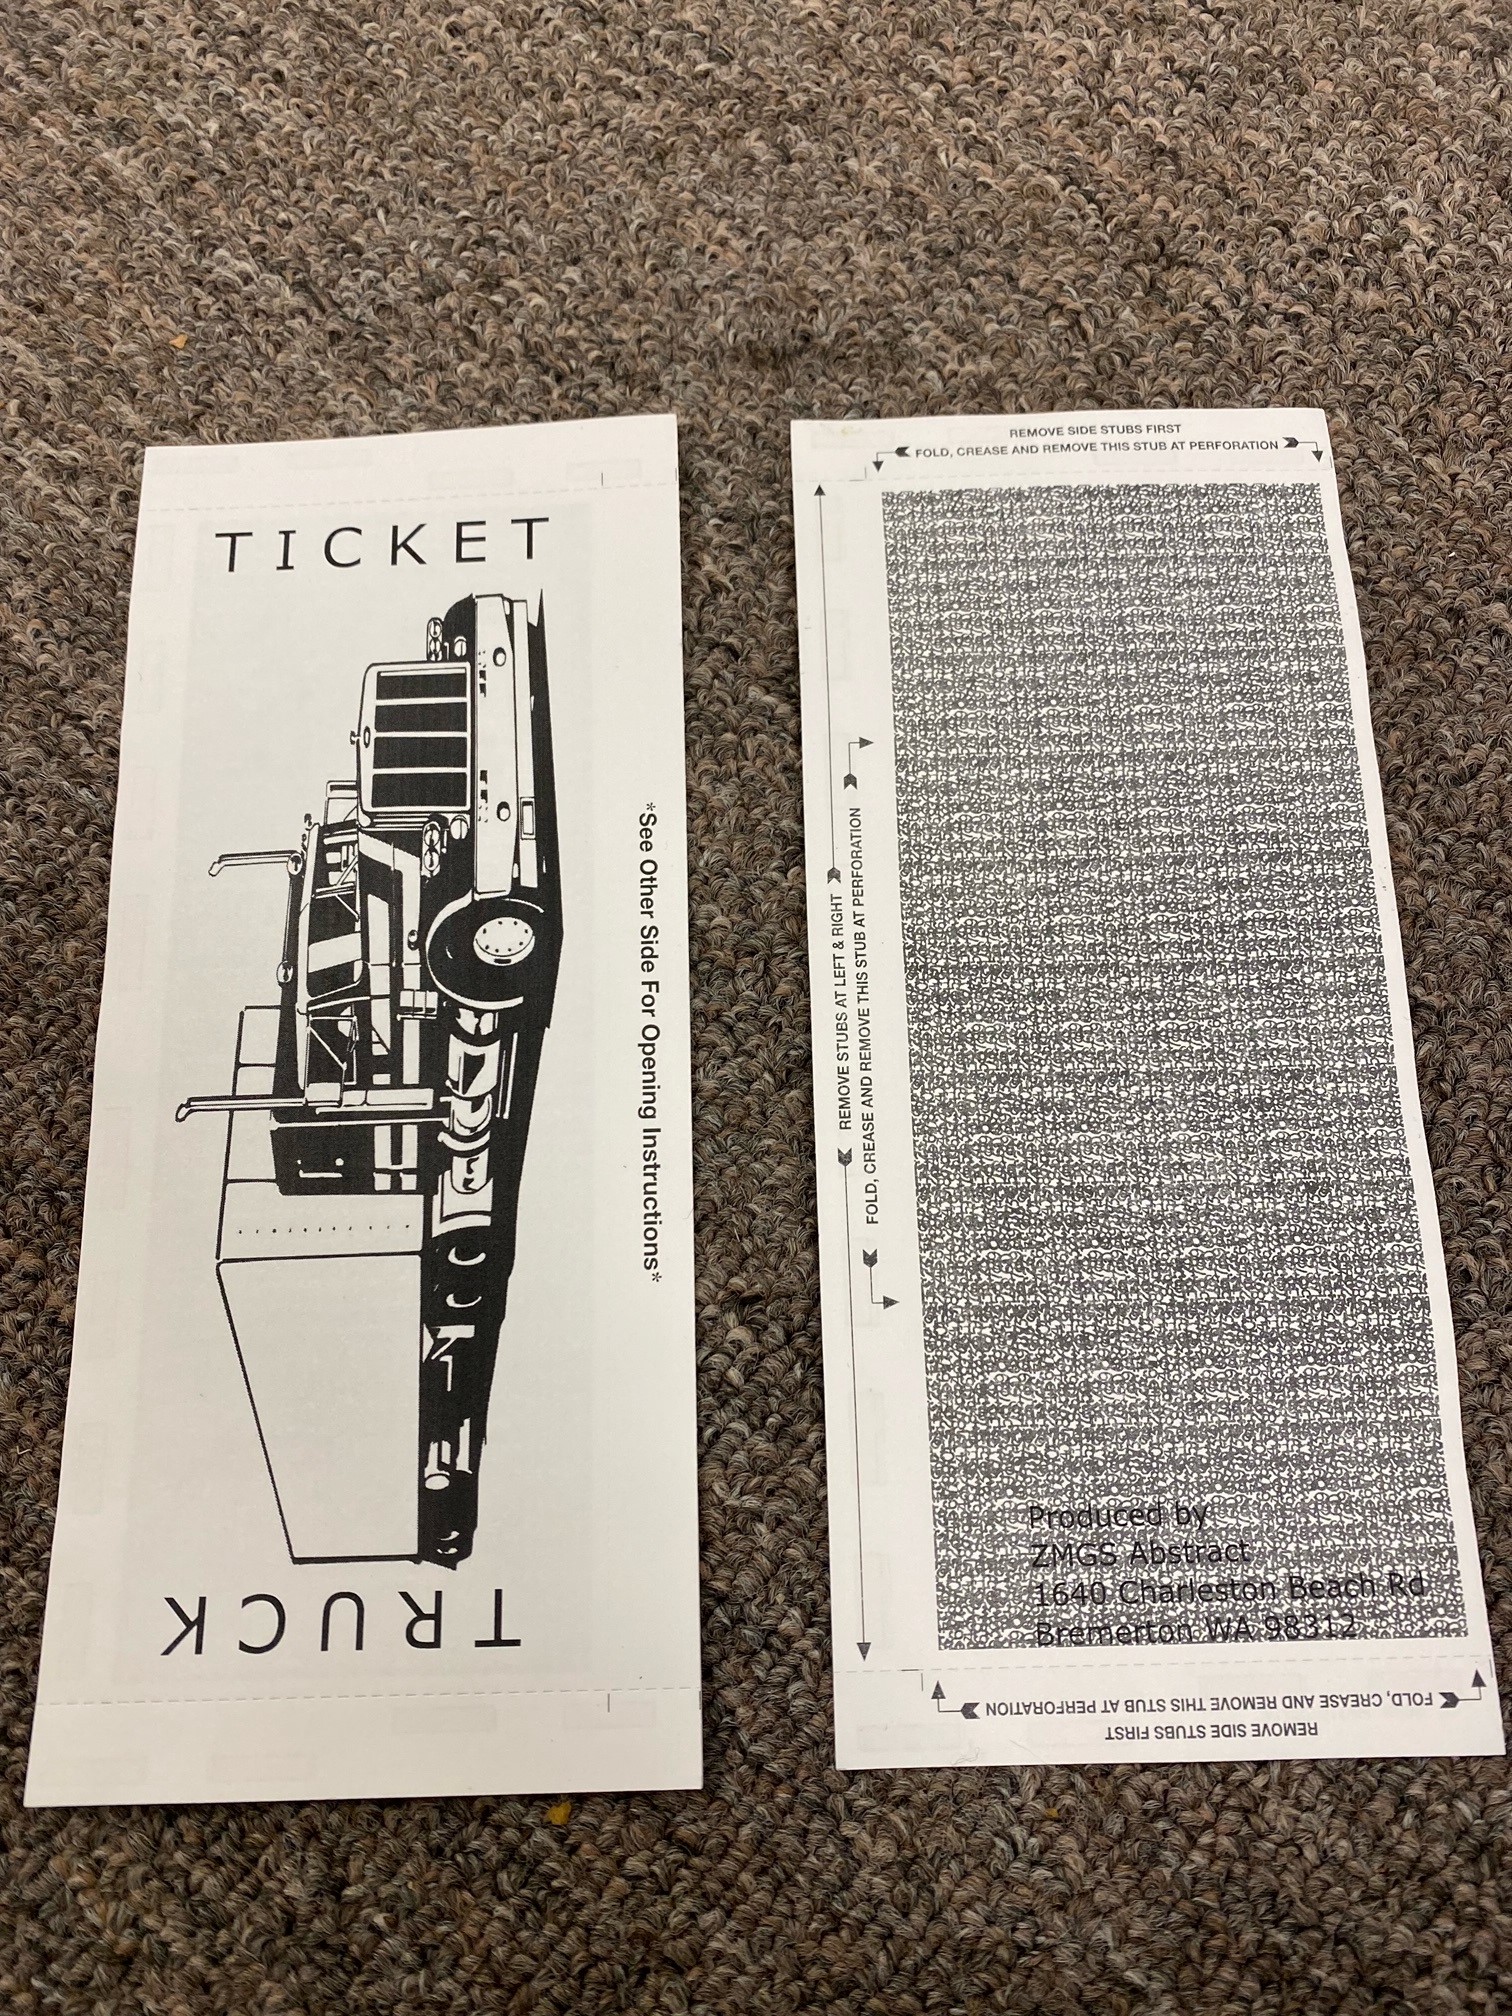 TICKET
*See Other Side For Opening Instructions*
TRUCK
REMOVE SIDE STUBS FIRST
FOLD, CREASE AND REMOVE THIS STUB AT PERFORATION
REMOVE STUBS AT LEFT & RIGHT
FOLD, CREASE AND REMOVE THIS STUB AT PERFORATION
Produced by
ZMGS Abstract
1640 Charleston Beach Rd
Bremerton WA 98312
FOLD, CREASE AND REMOVE THIS STUB AT PERFORATION
REMOVE SIDE STUBS FIRST